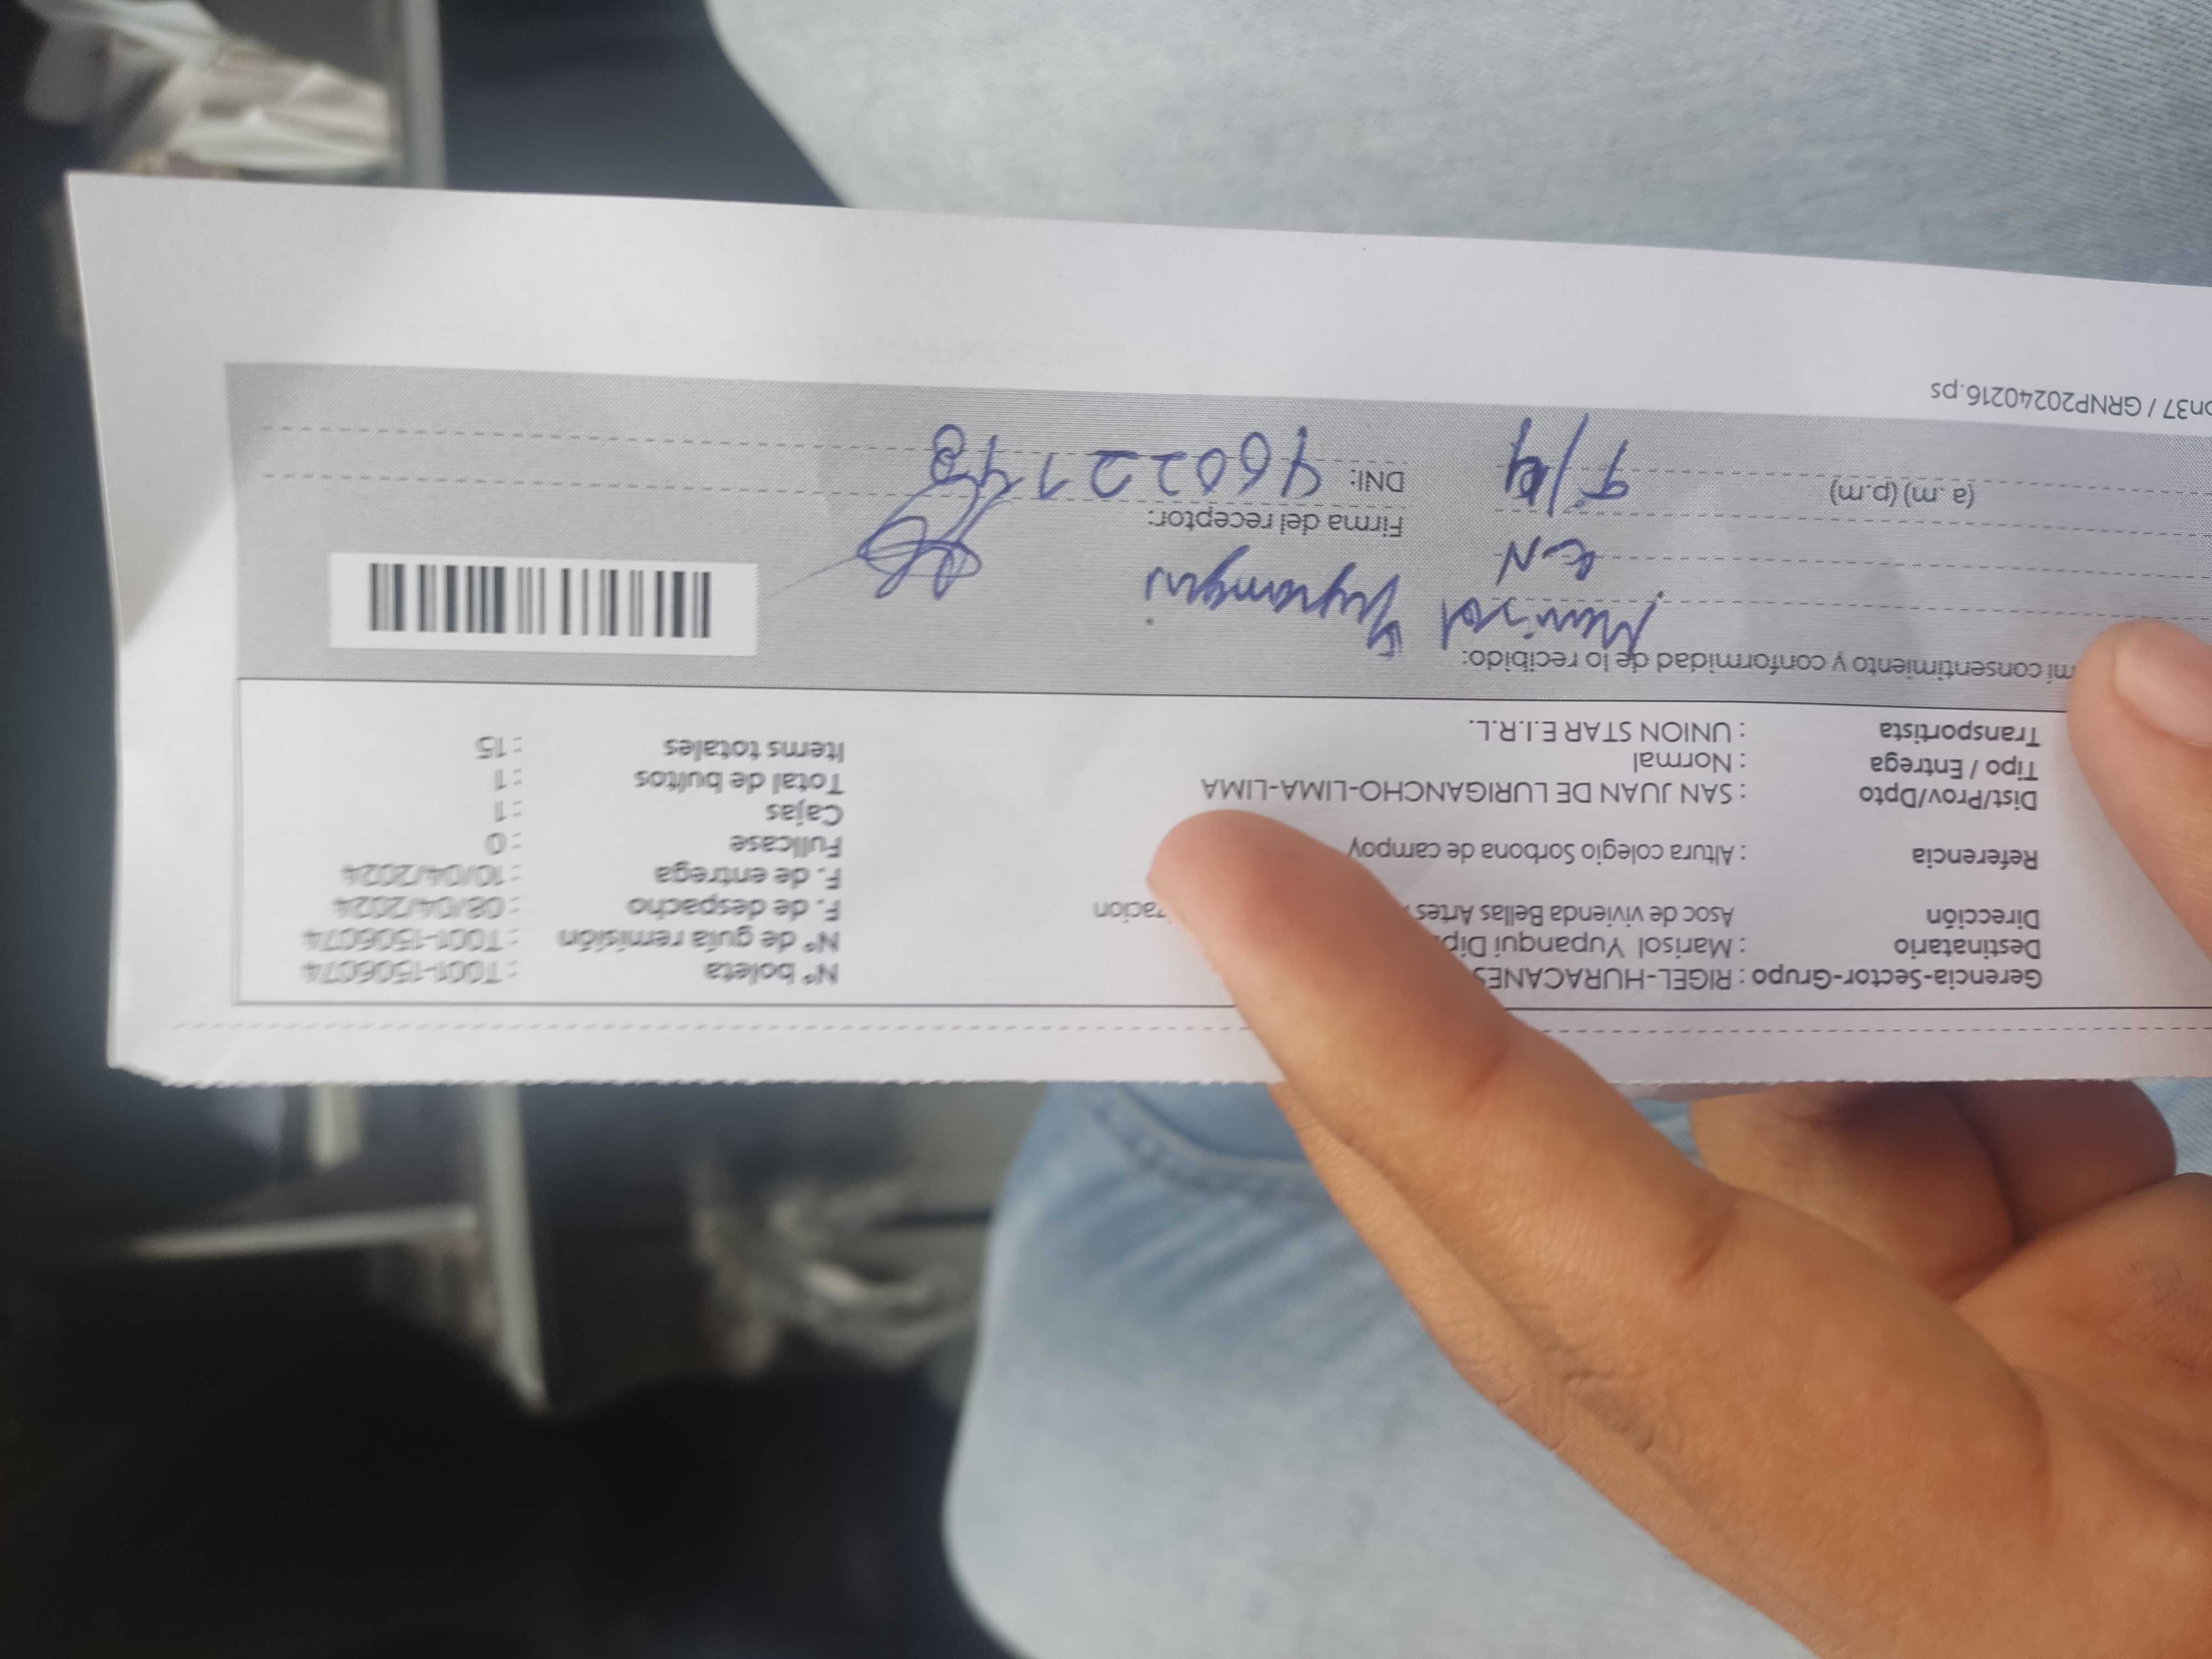 Gerencia-Sector-Grupo : RIGEL-HURACANES
Destinatario : Marisol Yupanqui
Dirección Asoc de vivienda Bellas Artes
Referencia : Altura colegio Sorbona de campoy
Dist/Prov/Dpto : SAN JUAN DE LURIGANCHO-LIMA-LIMA
Tipo / Entrega : Normal
Transportista : UNION STAR E.I.R.L.
N° boleta : T001-1506074
N° de guía remisión : T001-1506074
F. de despacho : 08/04/2024
F. de entrega : 10/04/2024
Fullcase : 0
Cajas : 1
Total de bultos : 1
Items totales : 15
mi consentimiento y conformidad de lo recibido:
Marisol Yupanqui
Firma del receptor:
(a. m) (p.m) 9/4 DNI: 46022148
/ GRNP20240216.ps